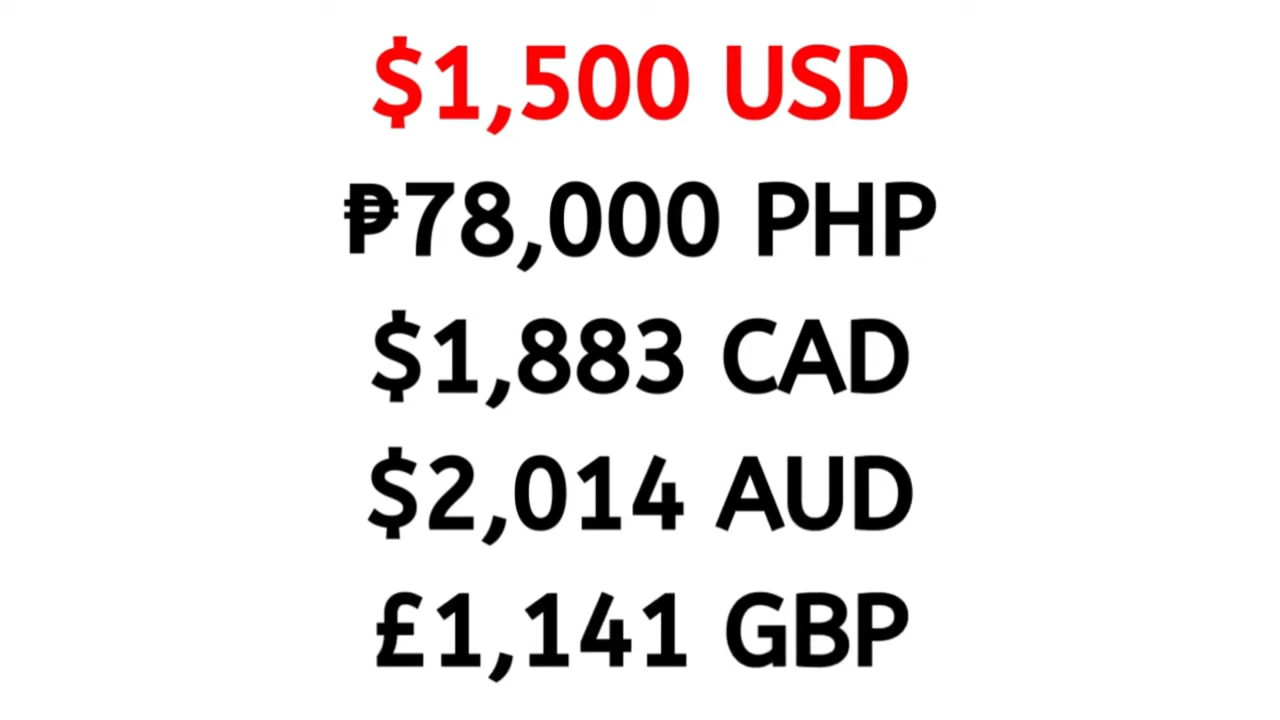 $1,500 USD
₱78,000 PHP
$1,883 CAD
$2,014 AUD
£1,141 GBP